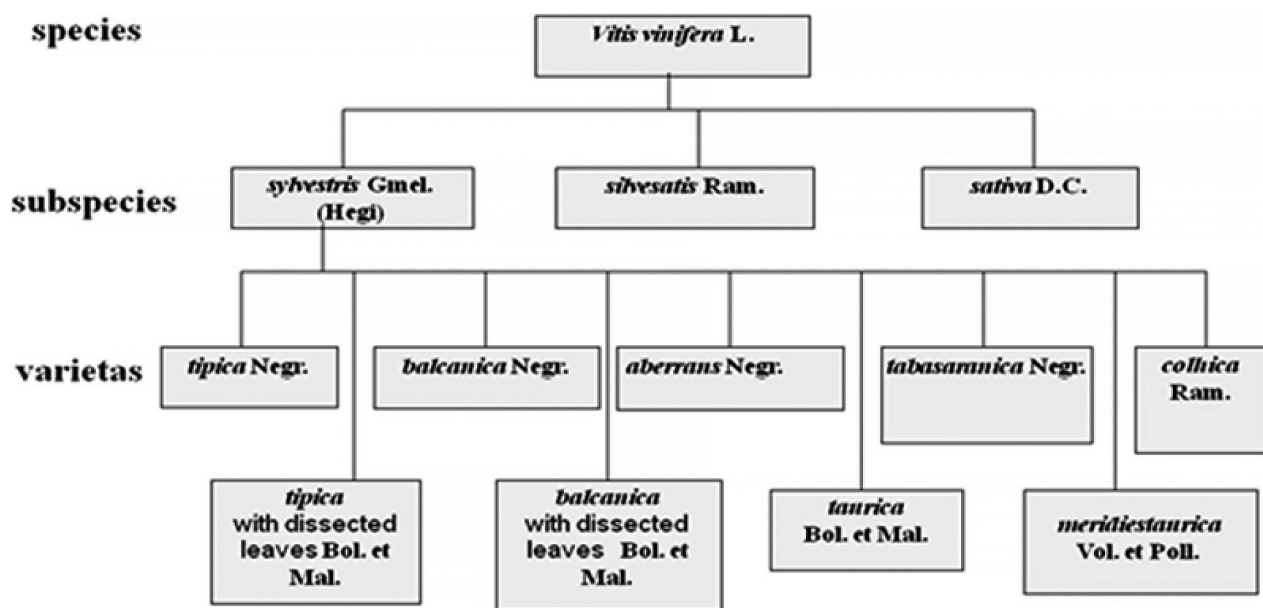 species
Vitis vinifera L.
subspecies
sylvestris Gmel.
(Hegi)
silvesatis Ram.
sativa D.C.
varietas
tipica Negr.
balcanica Negr.
aberrans Negr.
tabasaranica Negr.
colhica
Ram.
tipica
with dissected
leaves Bol. et
Mal.
balcanica
with dissected
leaves Bol. et
Mal.
taurica
Bol. et Mal.
meridiestaurica
Vol. et Poll.